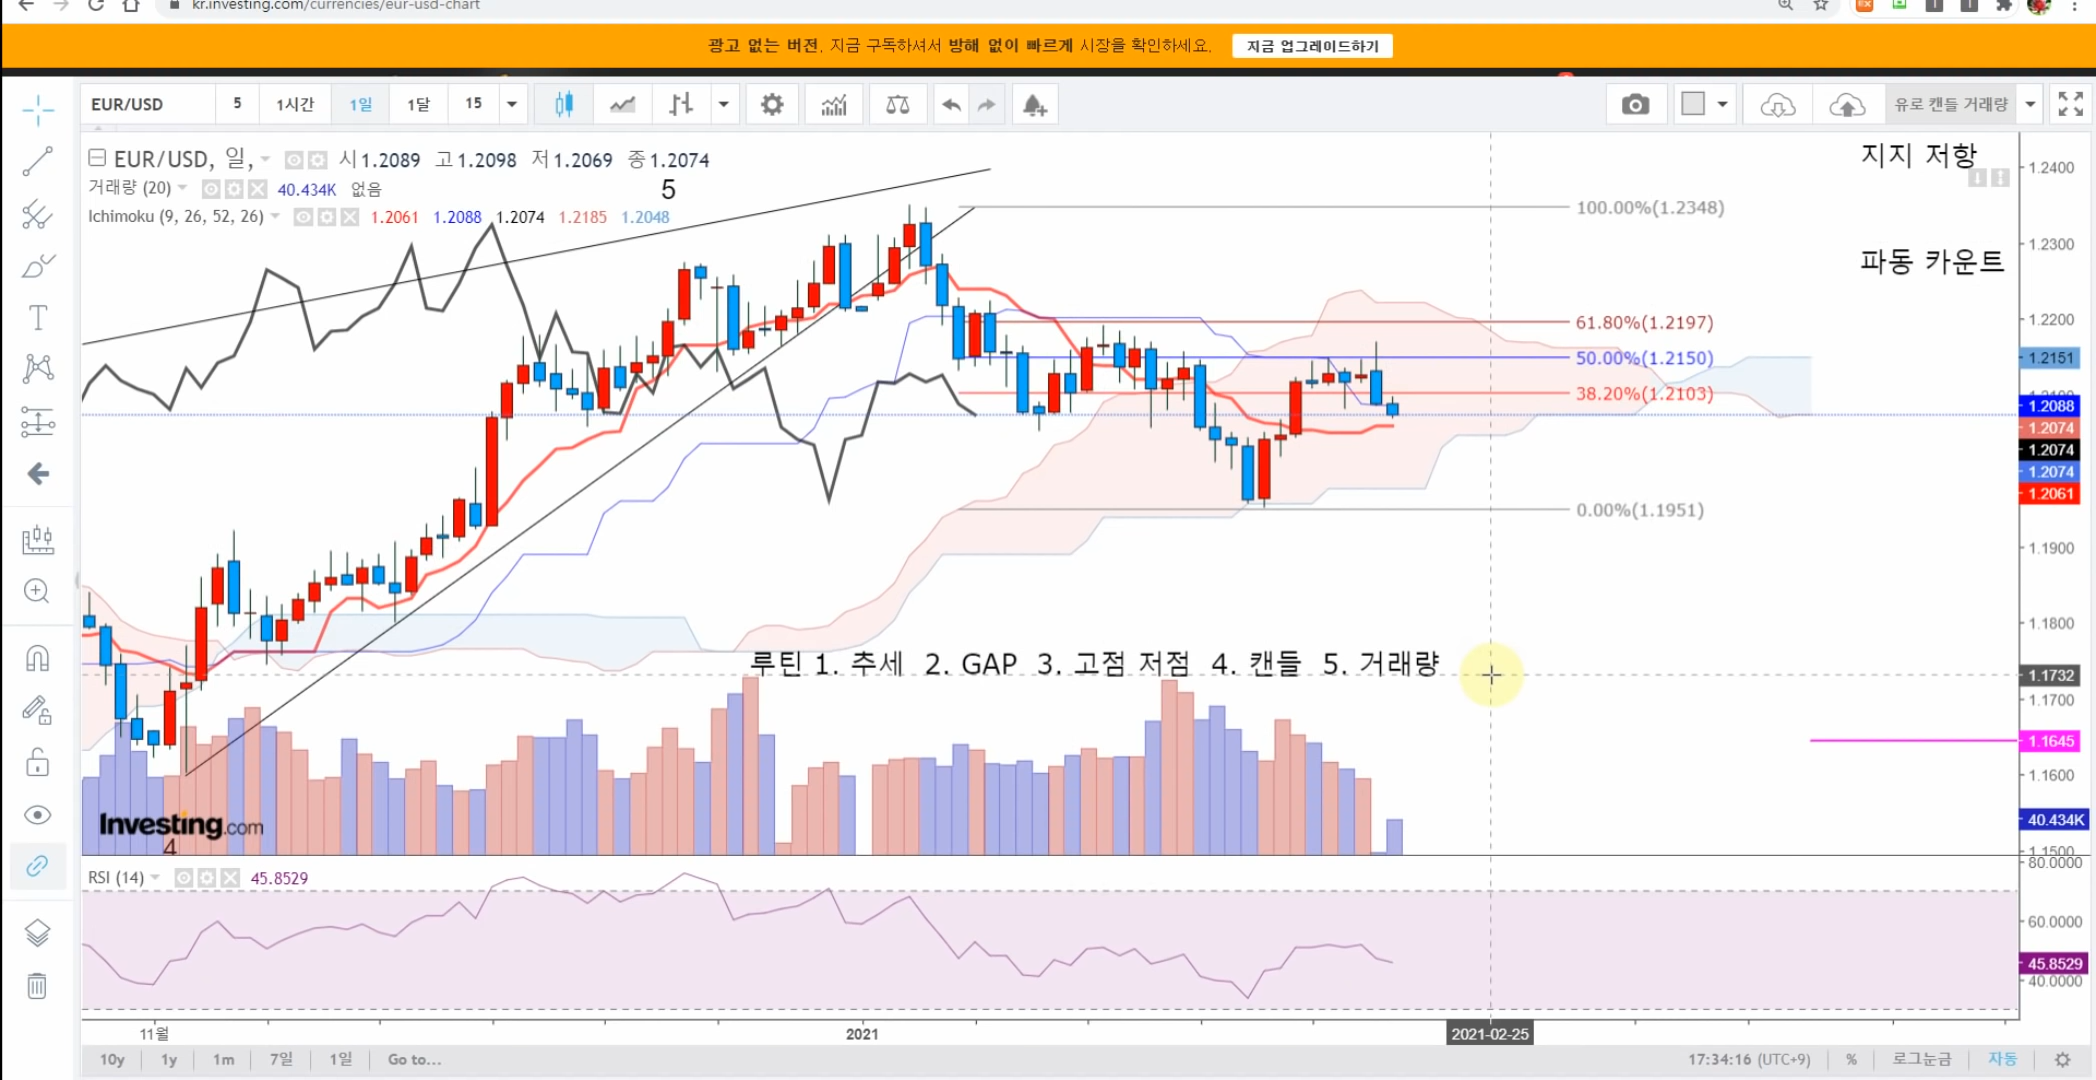 kr.investing.com/currencies/eur-usd-chart
광고 없는 버전. 지금 구독하셔서 방해 없이 빠르게 시장을 확인하세요. 지금 업그레이드하기
EUR/USD 5 1시간 1일 1달 15 유로 캔들 거래량
EUR/USD, 일, 시1.2089 고1.2098 저1.2069 종1.2074
거래량 (20) 40.434K 없음
5
Ichimoku (9, 26, 52, 26) 1.2061 1.2088 1.2074 1.2185 1.2048
지지 저항
파동 카운트
100.00%(1.2348)
61.80%(1.2197)
50.00%(1.2150)
38.20%(1.2103)
0.00%(1.1951)
1.2400
1.2300
1.2200
1.2151
1.2088
1.2074
1.2074
1.2074
1.2061
1.1900
1.1800
1.1732
1.1700
1.1645
1.1600
40.434K
1.1500
루틴 1. 추세 2. GAP 3. 고점 저점 4. 캔들 5. 거래량
Investing.com
4
RSI (14) 45.8529
80.0000
60.0000
45.8529
40.0000
11월 2021 2021-02-25
10y 1y 1m 7일 1일 Go to... 17:34:16 (UTC+9) % 로그눈금 자동